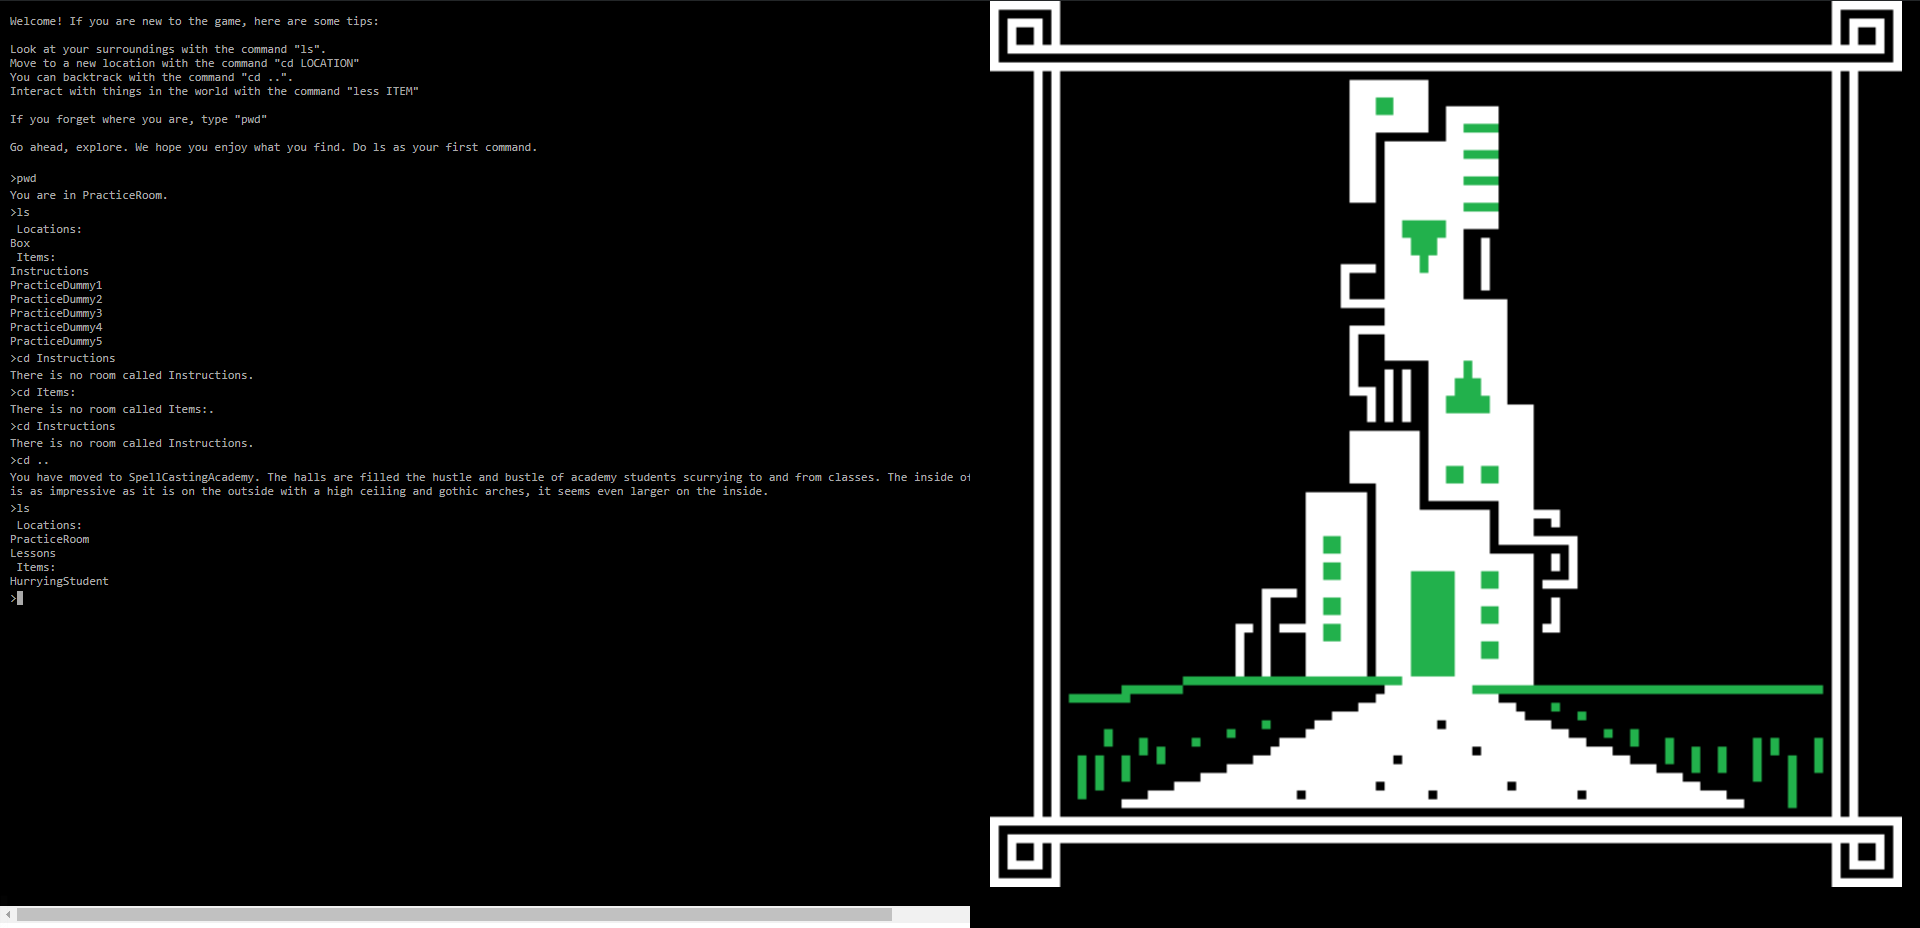 Welcome! If you are new to the game, here are some tips:
Look at your surroundings with the command "ls".
Move to a new location with the command "cd LOCATION"
You can backtrack with the command "cd ..".
Interact with things in the world with the command "less ITEM"
If you forget where you are, type "pwd"
Go ahead, explore. We hope you enjoy what you find. Do ls as your first command.
>pwd
You are in PracticeRoom.
>ls
Locations:
Box
Items:
Instructions
PracticeDummy1
PracticeDummy2
PracticeDummy3
PracticeDummy4
PracticeDummy5
>cd Instructions
There is no room called Instructions.
>cd Items:
There is no room called Items:.
>cd Instructions
There is no room called Instructions.
>cd ..
You have moved to SpellCastingAcademy. The halls are filled the hustle and bustle of academy students scurrying to and from classes. The inside of
is as impressive as it is on the outside with a high ceiling and gothic arches, it seems even larger on the inside.
>ls
Locations:
PracticeRoom
Lessons
Items:
HurryingStudent
>